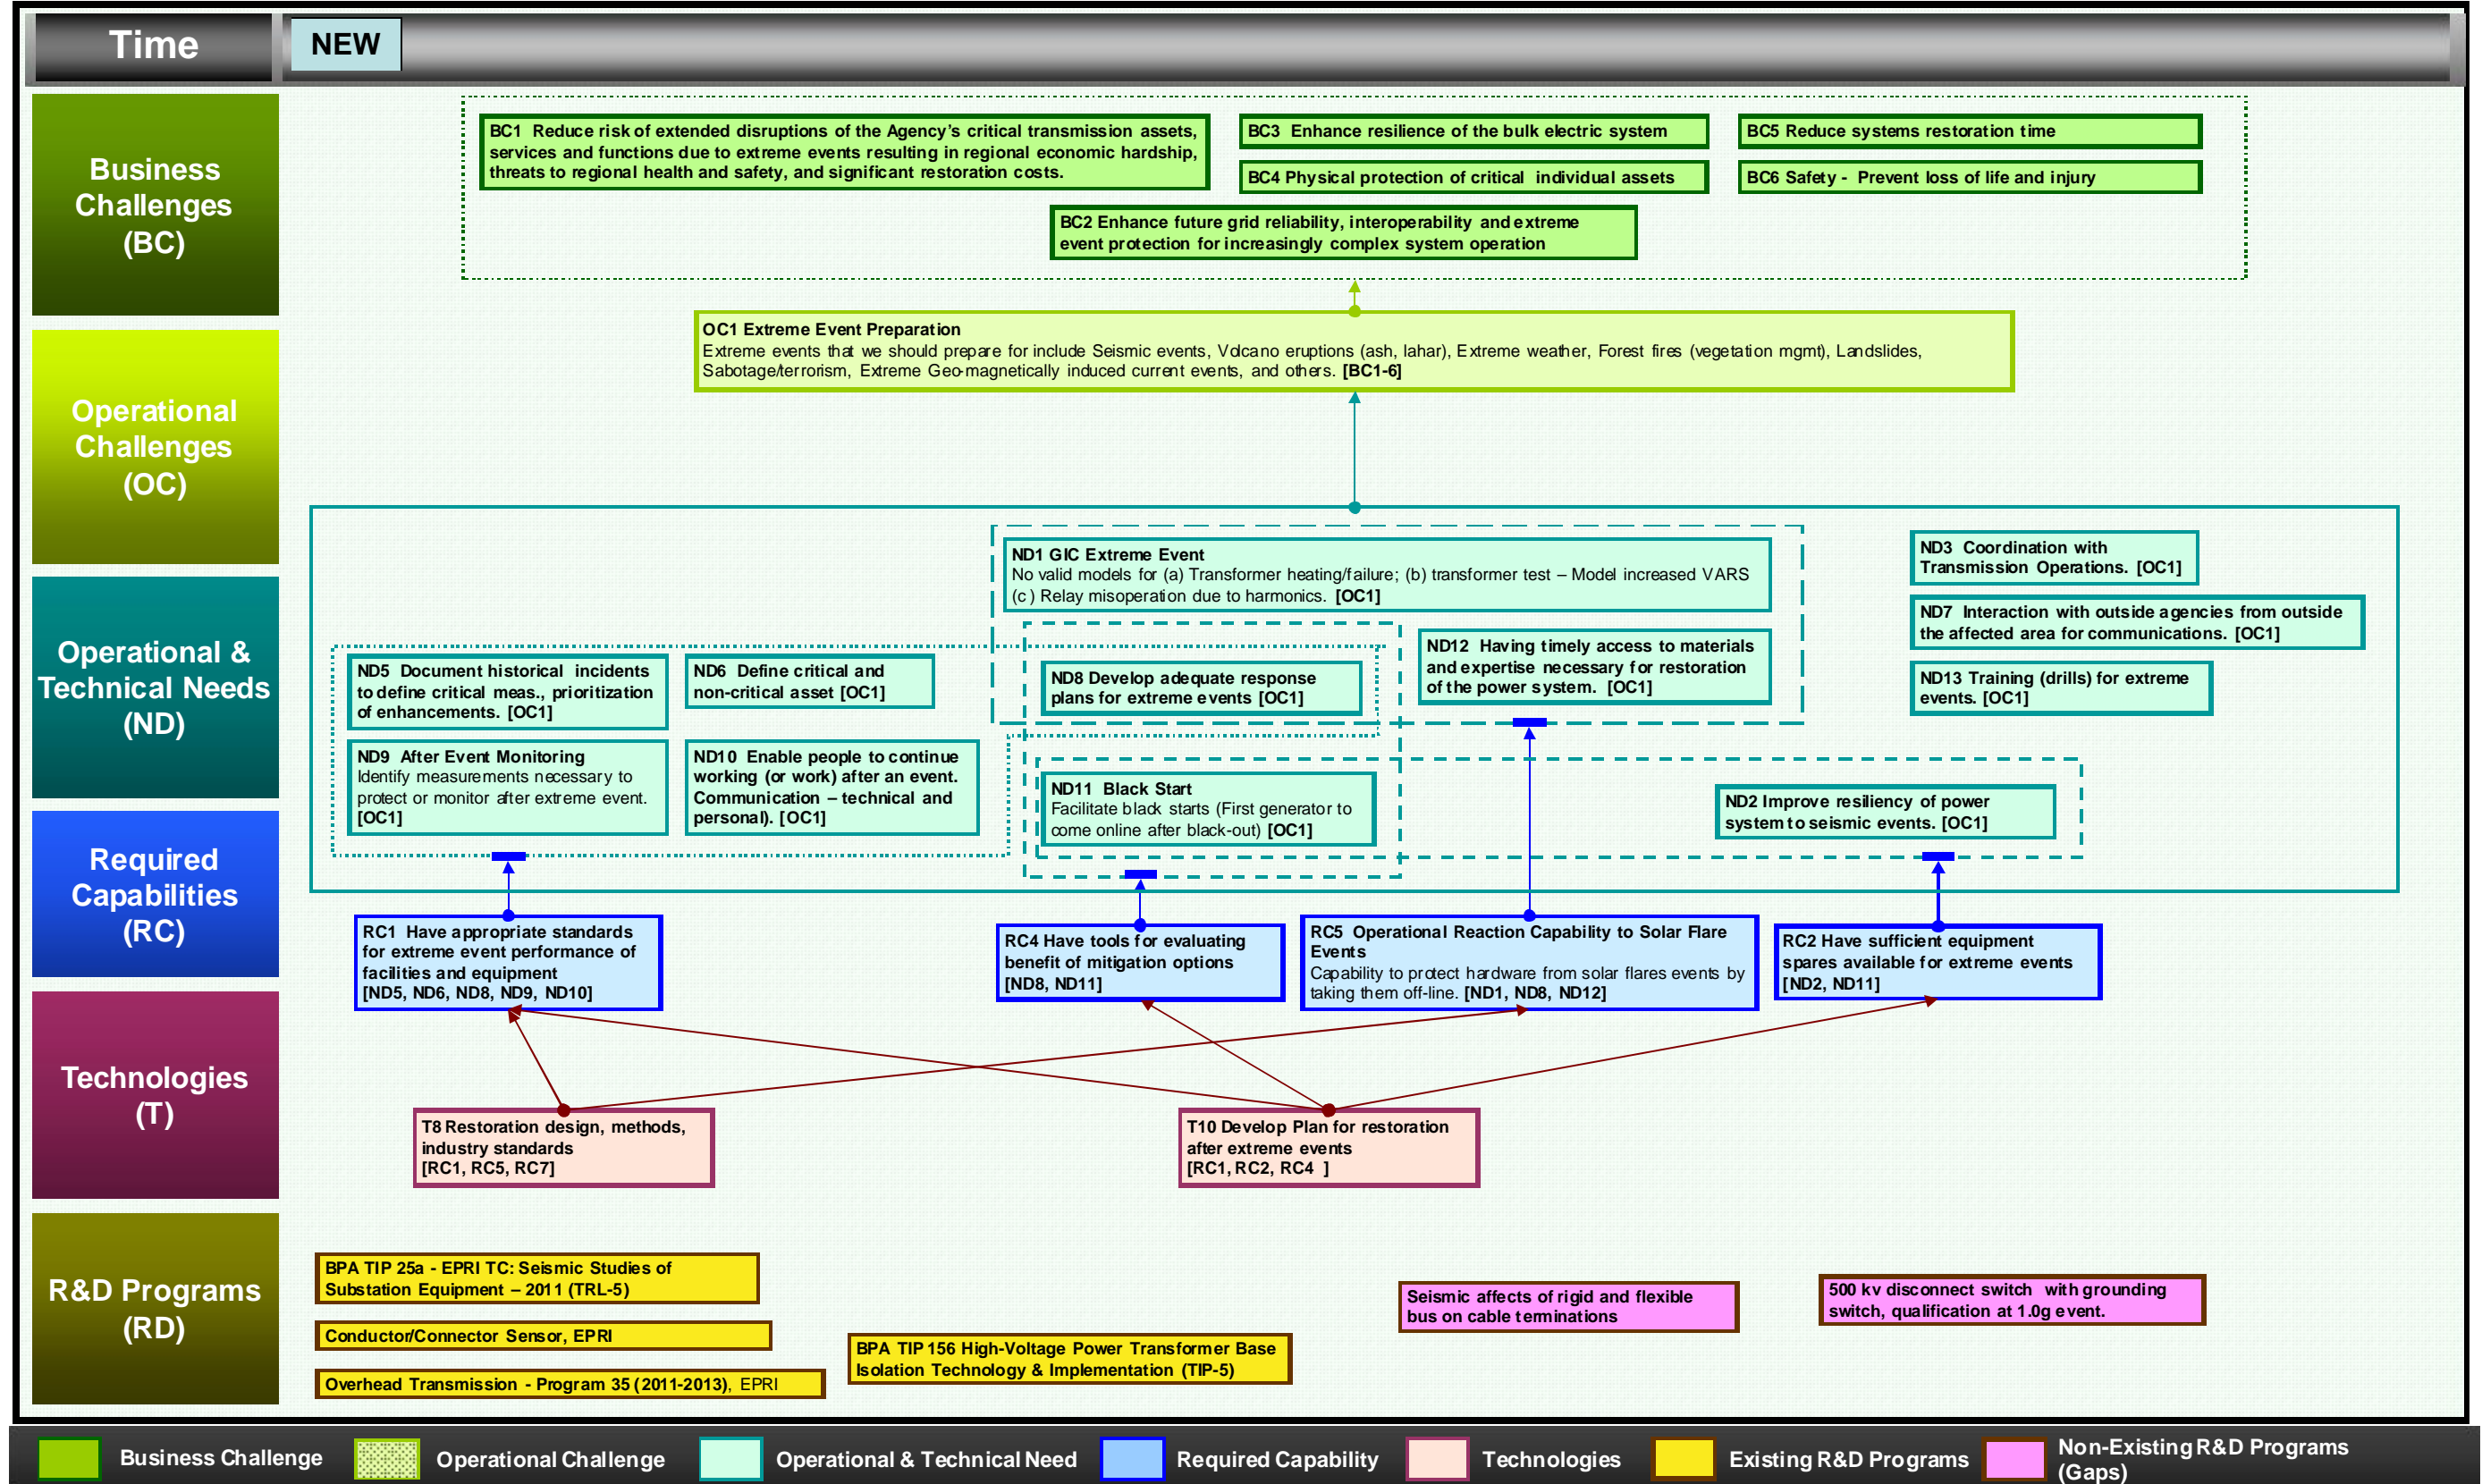 Time
NEW
Business
Challenges
(BC)
BC1 Reduce risk of extended disruptions of the Agency's critical transmission assets,
services and functions due to extreme events resulting in regional economic hardship,
threats to regional health and safety, and significant restoration costs.
BC3 Enhance resilience of the bulk electric system
BC4 Physical protection of critical individual assets
BC5 Reduce systems restoration time
BC6 Safety - Prevent loss of life and injury
BC2 Enhance future grid reliability, interoperability and extreme
event protection for increasingly complex system operation
Operational
Challenges
(OC)
OC1 Extreme Event Preparation
Extreme events that we should prepare for include Seismic events, Volcano eruptions (ash, lahar), Extreme weather, Forest fires (vegetation mgmt), Landslides,
Sabotage/terrorism, Extreme Geo-magnetically induced current events, and others. [BC1-6]
Operational &
Technical Needs
(ND)
ND1 GIC Extreme Event
No valid models for (a) Transformer heating/failure; (b) transformer test – Model increased VARS
(c ) Relay misoperation due to harmonics. [OC1]
ND3 Coordination with
Transmission Operations. [OC1]
ND7 Interaction with outside agencies from outside
the affected area for communications. [OC1]
ND13 Training (drills) for extreme
events. [OC1]
ND5 Document historical incidents
to define critical meas., prioritization
of enhancements. [OC1]
ND6 Define critical and
non-critical asset [OC1]
ND8 Develop adequate response
plans for extreme events [OC1]
ND12 Having timely access to materials
and expertise necessary for restoration
of the power system. [OC1]
ND9 After Event Monitoring
Identify measurements necessary to
protect or monitor after extreme event.
[OC1]
ND10 Enable people to continue
working (or work) after an event.
Communication – technical and
personal). [OC1]
ND11 Black Start
Facilitate black starts (First generator to
come online after black-out) [OC1]
ND2 Improve resiliency of power
system to seismic events. [OC1]
Required
Capabilities
(RC)
RC1 Have appropriate standards
for extreme event performance of
facilities and equipment
[ND5, ND6, ND8, ND9, ND10]
RC4 Have tools for evaluating
benefit of mitigation options
[ND8, ND11]
RC5 Operational Reaction Capability to Solar Flare
Events
Capability to protect hardware from solar flares events by
taking them off-line. [ND1, ND8, ND12]
RC2 Have sufficient equipment
spares available for extreme events
[ND2, ND11]
Technologies
(T)
T8 Restoration design, methods,
industry standards
[RC1, RC5, RC7]
T10 Develop Plan for restoration
after extreme events
[RC1, RC2, RC4 ]
R&D Programs
(RD)
BPA TIP 25a - EPRI TC: Seismic Studies of
Substation Equipment – 2011 (TRL-5)
Conductor/Connector Sensor, EPRI
Overhead Transmission - Program 35 (2011-2013), EPRI
BPA TIP 156 High-Voltage Power Transformer Base
Isolation Technology & Implementation (TIP-5)
Seismic affects of rigid and flexible
bus on cable terminations
500 kv disconnect switch with grounding
switch, qualification at 1.0g event.
Business Challenge
Operational Challenge
Operational & Technical Need
Required Capability
Technologies
Existing R&D Programs
Non-Existing R&D Programs
(Gaps)